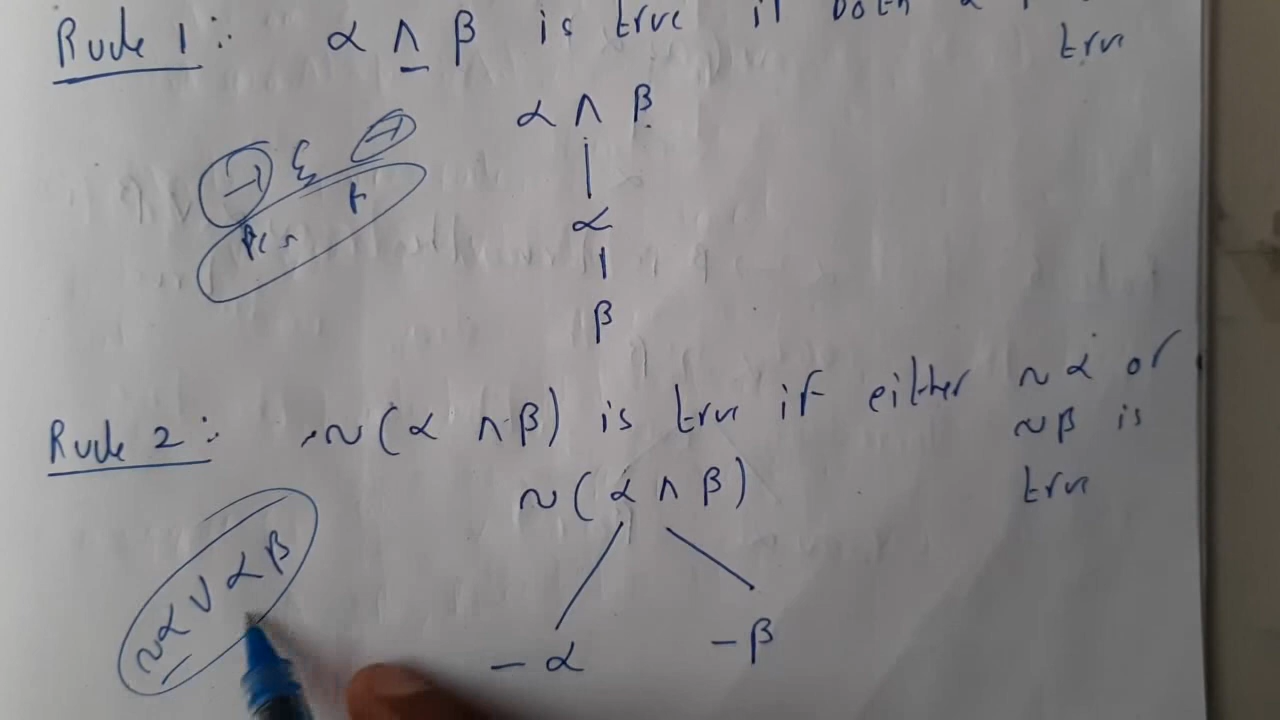 Rule 1: α ∧ β is true if both α
true
α ∧ β
T & T
α
β
Rule 2: ~(α ∧ β) is true if either ~α or
~β is
true
~(α ∧ β)
~α ∨ α β
-α -β